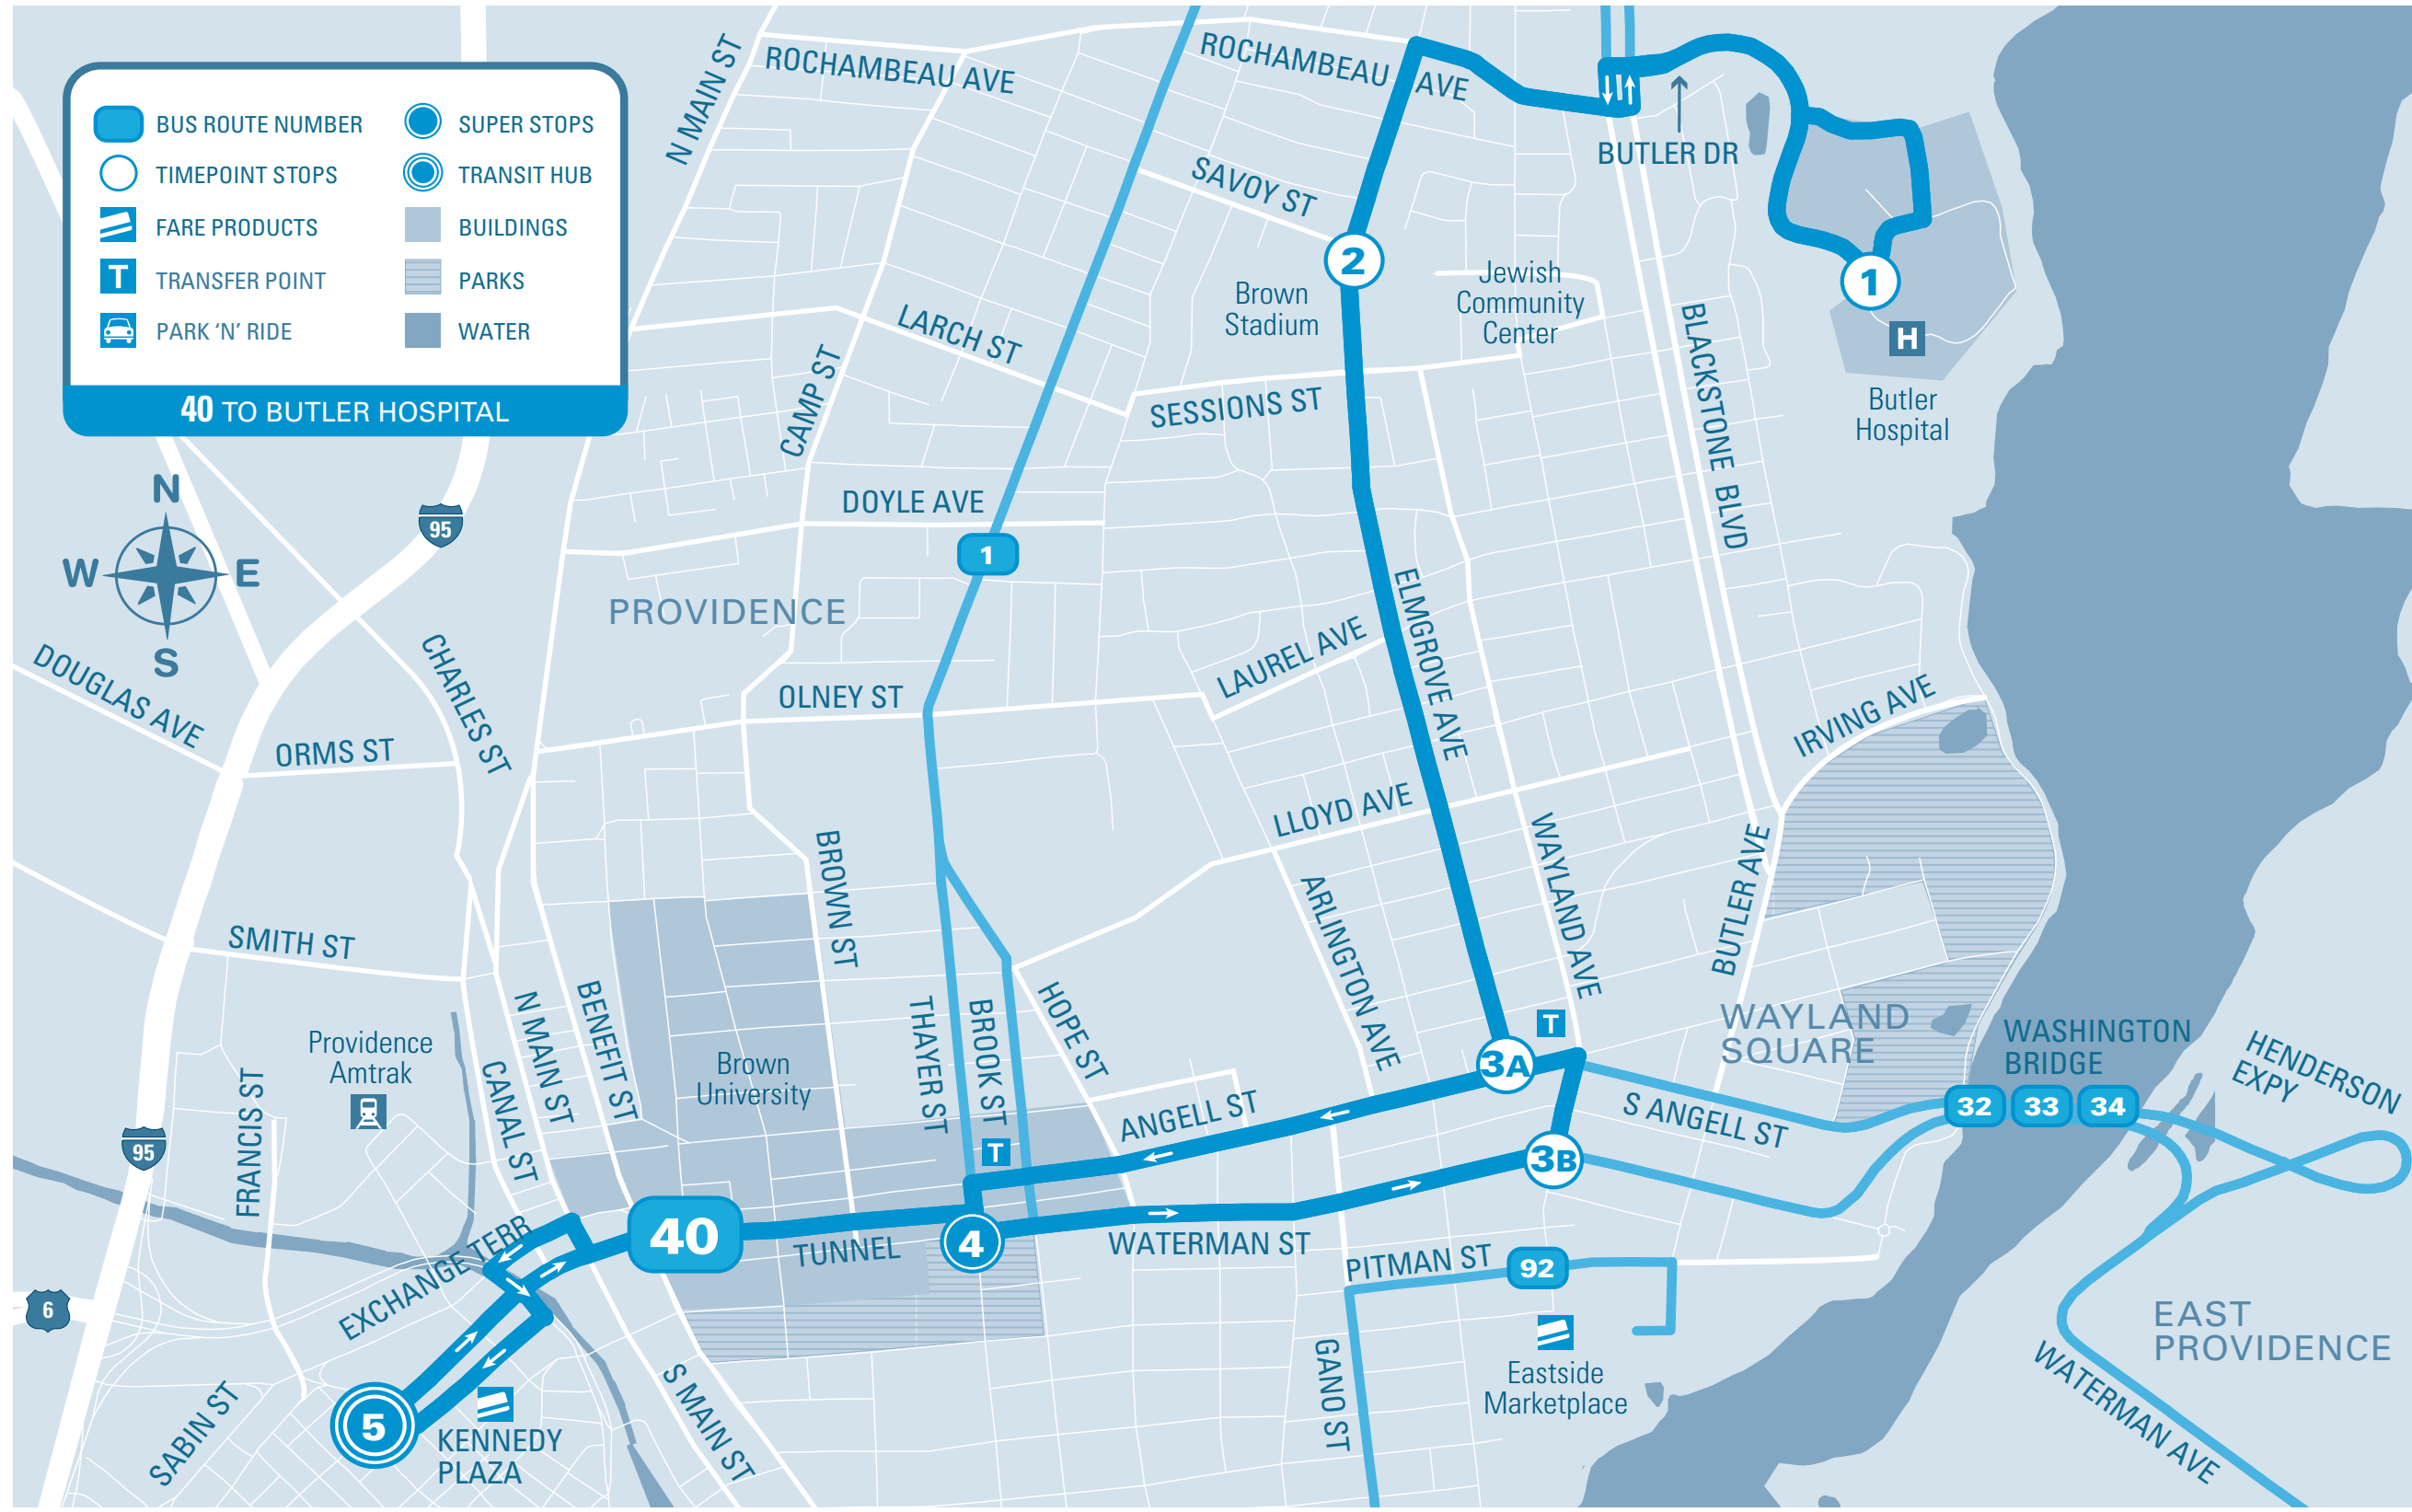 BUS ROUTE NUMBER
TIMEPOINT STOPS
FARE PRODUCTS
T TRANSFER POINT
PARK ‘N’ RIDE
SUPER STOPS
TRANSIT HUB
BUILDINGS
PARKS
WATER
40 TO BUTLER HOSPITAL
N MAIN ST
ROCHAMBEAU AVE
ROCHAMBEAU AVE
BUTLER DR
SAVOY ST
2
1
Brown
Stadium
Jewish
Community
Center
H
Butler
Hospital
LARCH ST
CAMP ST
SESSIONS ST
BLACKSTONE BLVD
N
W
E
S
95
DOYLE AVE
1
PROVIDENCE
ELMGROVE AVE
LAUREL AVE
DOUGLAS AVE
CHARLES ST
OLNEY ST
ORMS ST
IRVING AVE
LLOYD AVE
WAYLAND AVE
BUTLER AVE
BROWN ST
ARLINGTON AVE
SMITH ST
N MAIN ST
BENEFIT ST
THAYER ST
BROOK ST
HOPE ST
T
WAYLAND
SQUARE
WASHINGTON
BRIDGE
HENDERSON
EXPY
Providence
Amtrak
Brown
University
3A
32
33
34
CANAL ST
FRANCIS ST
95
ANGELL ST
S ANGELL ST
T
3B
40
4
TUNNEL
WATERMAN ST
EXCHANGE TERR
PITMAN ST
92
6
EAST
PROVIDENCE
Eastside
Marketplace
GANO ST
WATERMAN AVE
S MAIN ST
SABIN ST
5
KENNEDY
PLAZA